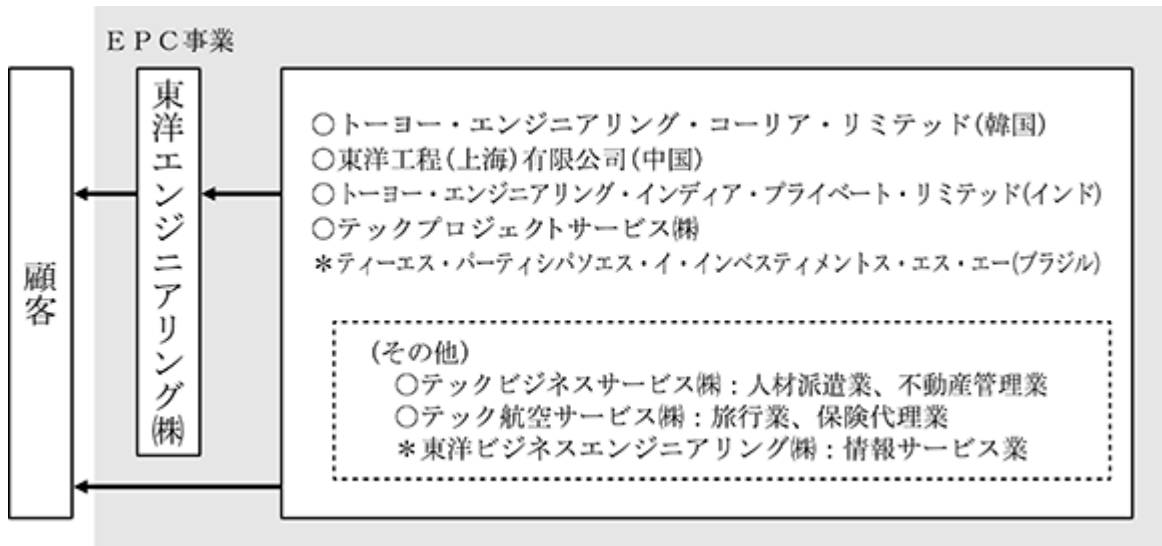 EPC事業
顧客
東洋エンジニアリング㈱
○トーヨー・エンジニアリング・コーリア・リミテッド(韓国)
○東洋工程(上海)有限公司(中国)
○トーヨー・エンジニアリング・インディア・プライベート・リミテッド(インド)
○テックプロジェクトサービス㈱
＊ティーエス・パーティシパソエス・イ・インベスティメントス・エス・エー(ブラジル)
(その他)
○テックビジネスサービス㈱：人材派遣業、不動産管理業
○テック航空サービス㈱：旅行業、保険代理業
＊東洋ビジネスエンジニアリング㈱：情報サービス業